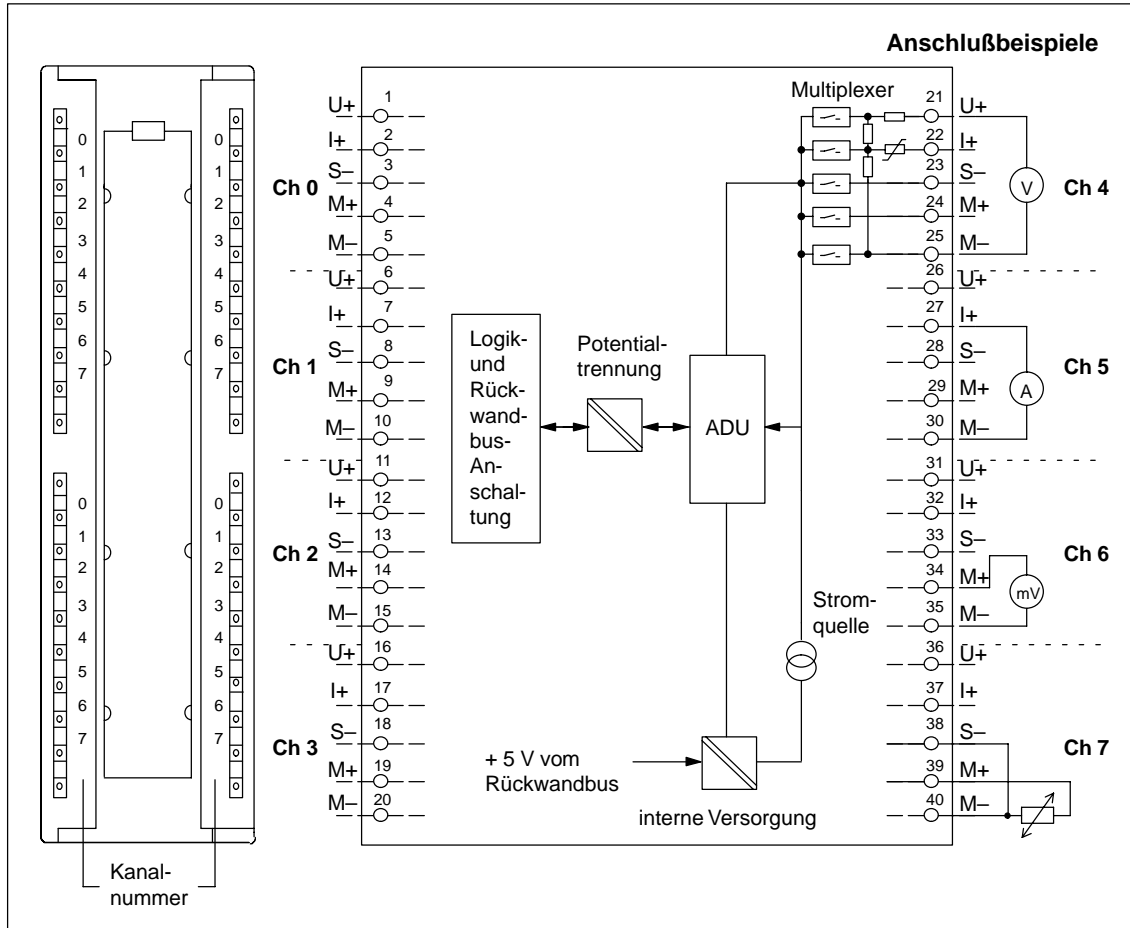 Anschlußbeispiele
0
1
2
3
4
5
6
7
0
1
2
3
4
5
6
7
0
1
2
3
4
5
6
7
0
1
2
3
4
5
6
7
Kanal-
nummer
Ch 0
U+ 1
I+ 2
S– 3
M+ 4
M– 5
Ch 1
U+ 6
I+ 7
S– 8
M+ 9
M– 10
Ch 2
U+ 11
I+ 12
S– 13
M+ 14
M– 15
Ch 3
U+ 16
I+ 17
S– 18
M+ 19
M– 20
Multiplexer
Logik-
und
Rück-
wand-
bus-
An-
schal-
tung
Potential-
trennung
ADU
Strom-
quelle
+ 5 V vom
Rückwandbus
interne Versorgung
21 U+
22 I+
23 S–
24 M+
25 M–
V
Ch 4
26 U+
27 I+
28 S–
29 M+
30 M–
A
Ch 5
31 U+
32 I+
33 S–
34 M+
35 M–
mV
Ch 6
36 U+
37 I+
38 S–
39 M+
40 M–
Ch 7